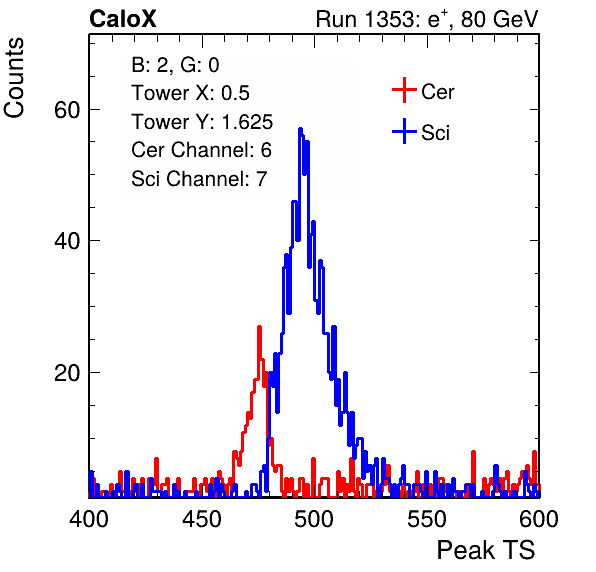 CaloX
Run 1353: e+, 80 GeV
Counts
B: 2, G: 0
Tower X: 0.5
Tower Y: 1.625
Cer Channel: 6
Sci Channel: 7
Cer
Sci
60
40
20
400 450 500 550 600
Peak TS